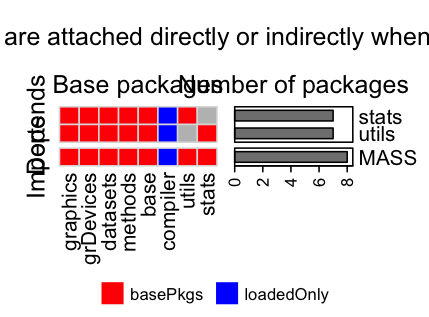 are attached directly or indirectly when
Base packages
Number of packages
Depends
Imports
stats
utils
MASS
graphics
grDevices
datasets
methods
base
compiler
utils
stats
0
2
4
6
8
basePkgs
loadedOnly